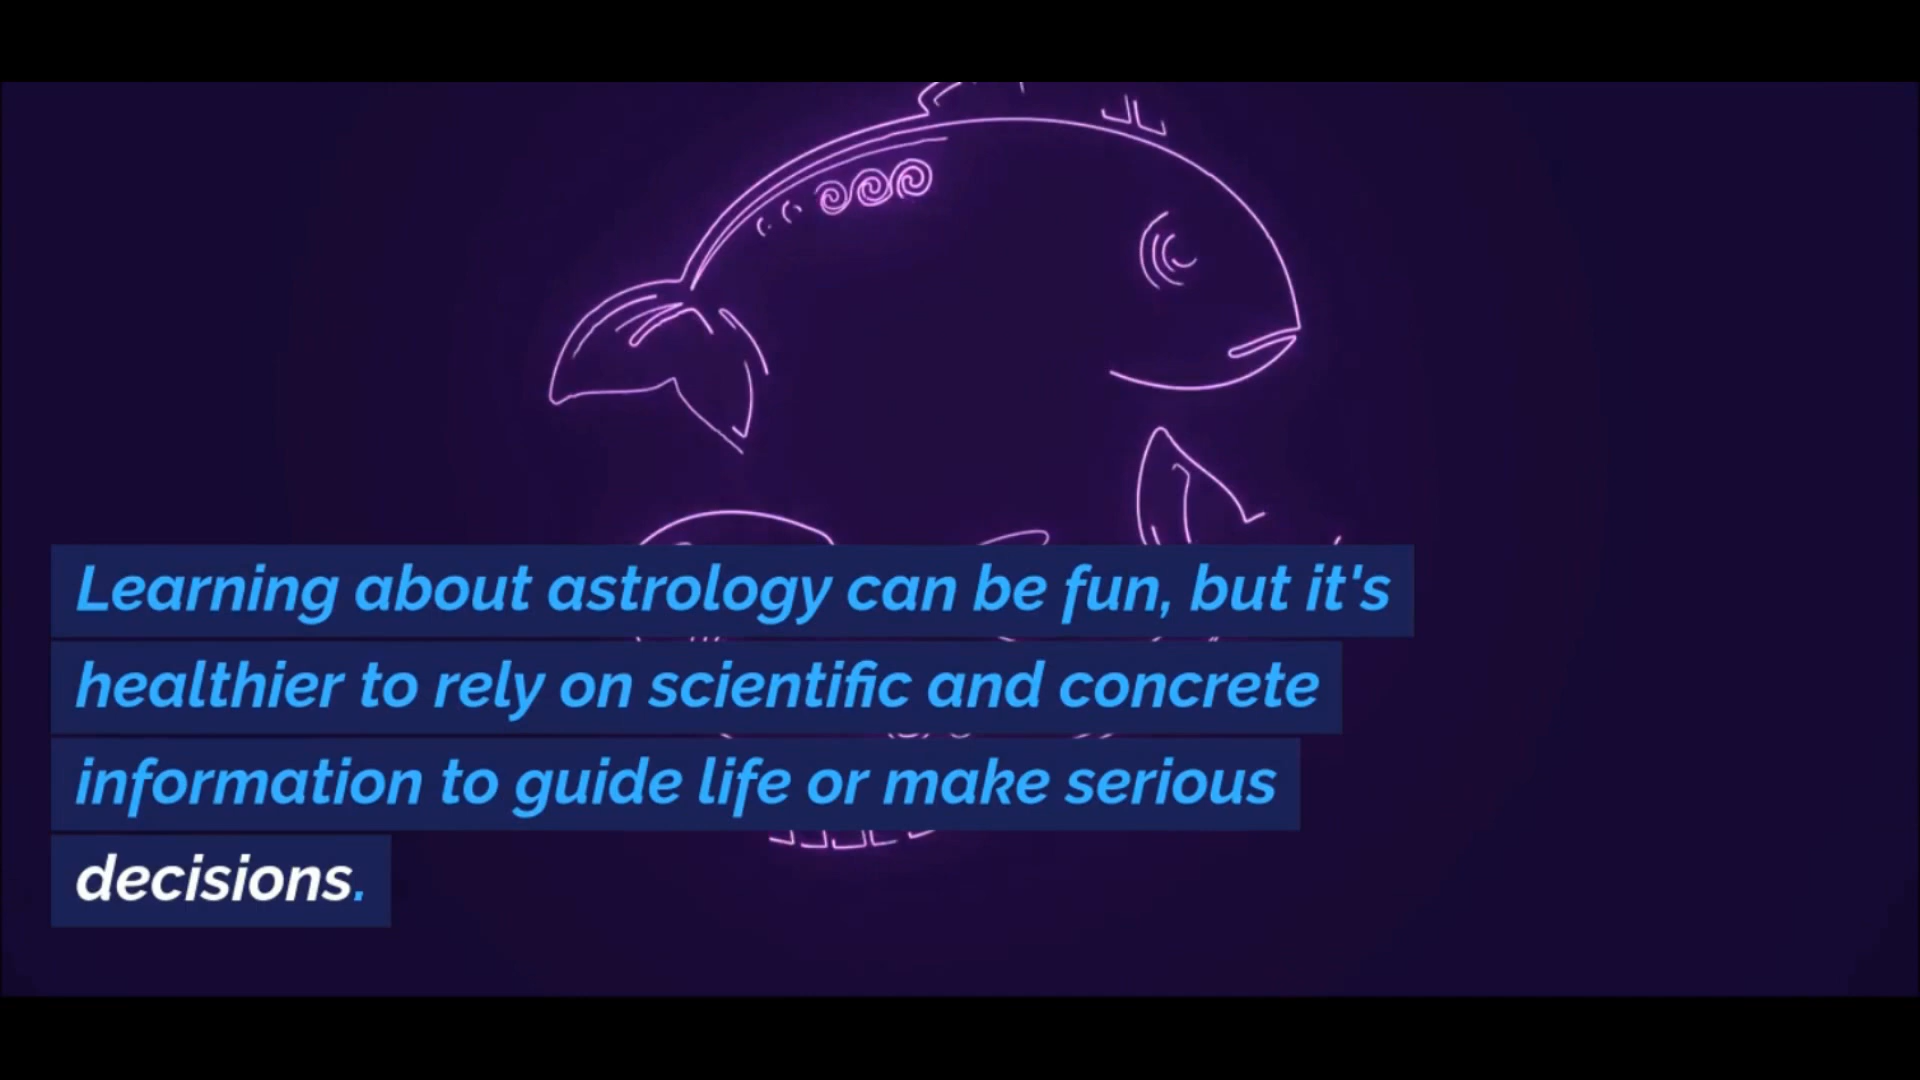 Learning about astrology can be fun, but it's
healthier to rely on scientific and concrete
information to guide life or make serious
decisions.